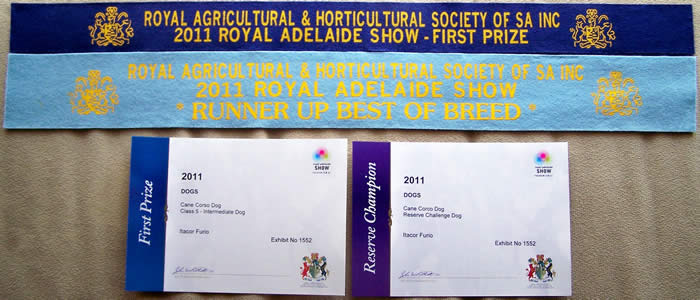 ROYAL AGRICULTURAL & HORTICULTURAL SOCIETY OF SA INC
2011 ROYAL ADELAIDE SHOW - FIRST PRIZE
ROYAL AGRICULTURAL & HORTICULTURAL SOCIETY OF SA INC
2011 ROYAL ADELAIDE SHOW
* RUNNER UP BEST OF BREED *
First Prize
SHOW
2011
DOGS
Cane Corso Dog
Class 5 - Intermediate Dog
Itacor Furio
Exhibit No 1552
Reserve Champion
SHOW
2011
DOGS
Cane Corso Dog
Reserve Challenge Dog
Itacor Furio
Exhibit No 1552